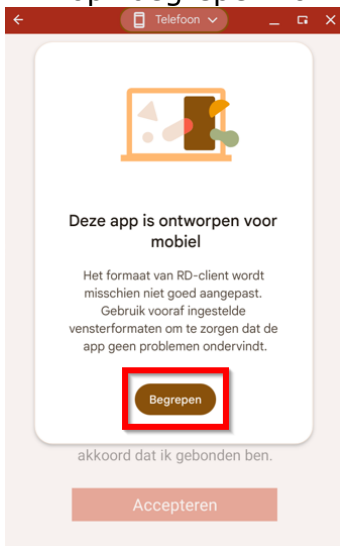 Telefoon
Deze app is ontworpen voor
mobiel
Het formaat van RD-client wordt
misschien niet goed aangepast.
Gebruik vooraf ingestelde
vensterformaten om te zorgen dat de
app geen problemen ondervindt.
Begrepen
akkoord dat ik gebonden ben.
Accepteren